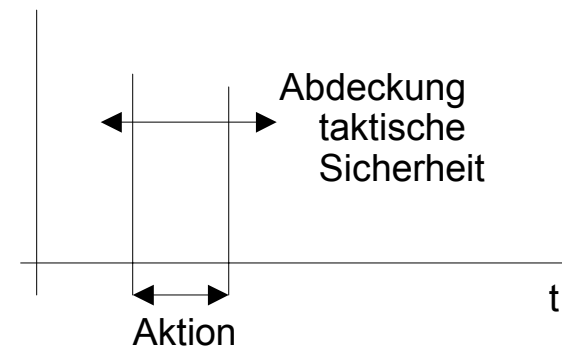 Abdeckung
taktische
Sicherheit
t
Aktion